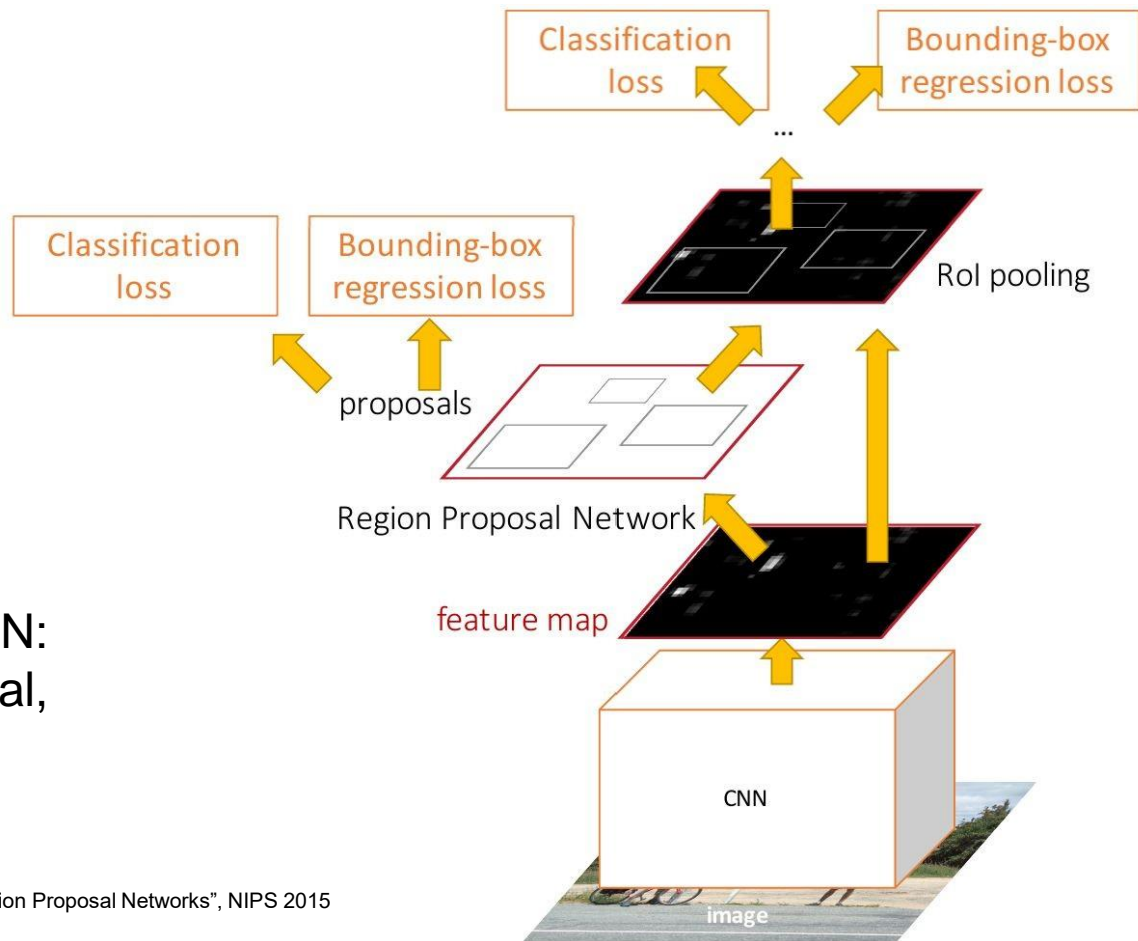 Classification
loss
Bounding-box
regression loss
...
Classification
loss
Bounding-box
regression loss
RoI pooling
proposals
Region Proposal Network
feature map
N:
al,
CNN
ion Proposal Networks”, NIPS 2015
image